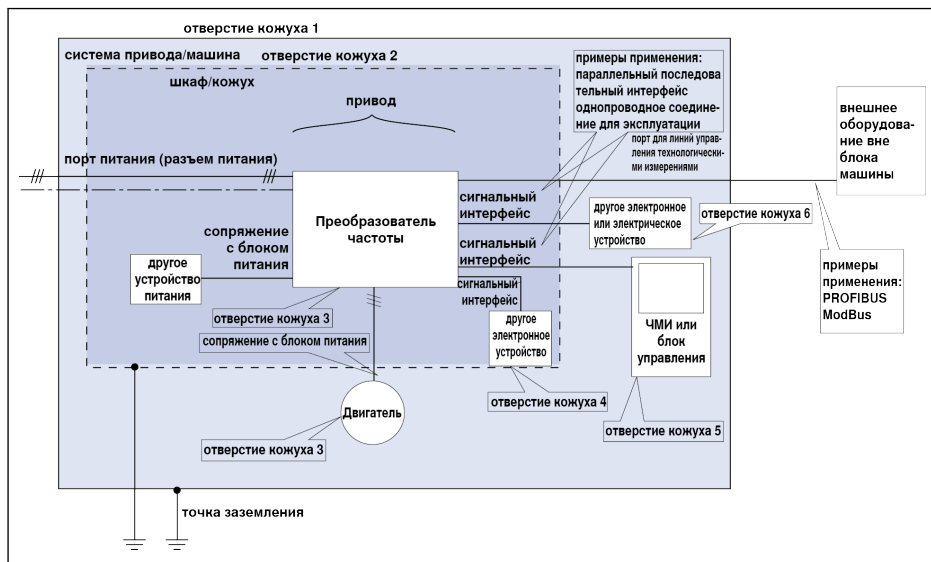 отверстие кожуха 1
система привода/машина
отверстие кожуха 2
шкаф/кожух
привод
примеры применения:
параллельный последова
тельный интерфейс
однопроводное соедине-
ние для эксплуатации
порт для линий управ-
ления технологически-
ми измерениями
внешнее
оборудова-
ние вне
блока
машины
порт питания (разъем питания)
Преобразователь
частоты
сигнальный
интерфейс
другое электронное
или электрическое
устройство
отверстие кожуха 6
сопряжение
с блоком
питания
сигнальный
интерфейс
другое
устройство
питания
сигнальный
интерфейс
примеры
применения:
PROFIBUS
ModBus
отверстие кожуха 3
другое
электронное
устройство
ЧМИ или
блок
управления
сопряжение с блоком питания
отверстие кожуха 4
Двигатель
отверстие кожуха 5
отверстие кожуха 3
точка заземления